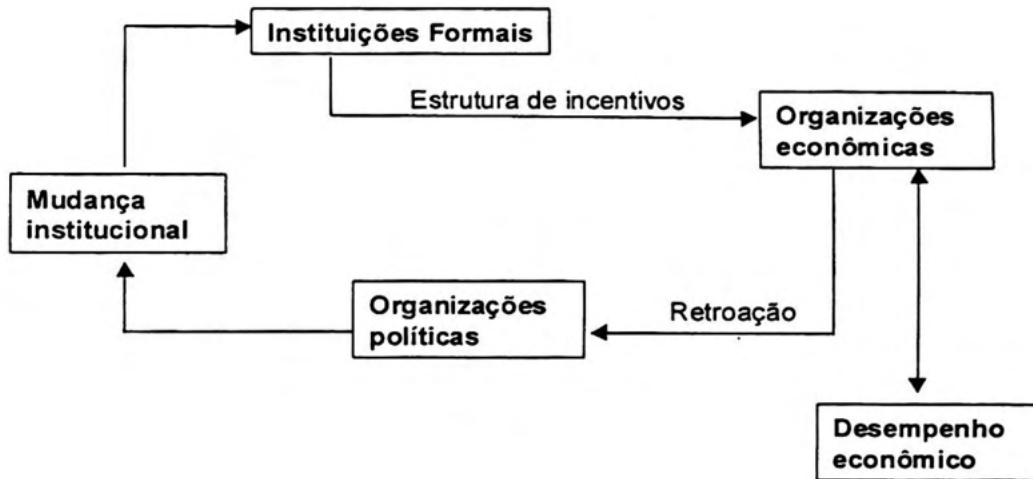 Instituições Formais
Estrutura de incentivos
Organizações
econômicas
Mudança
institucional
Organizações
políticas
Retroação
Desempenho
econômico